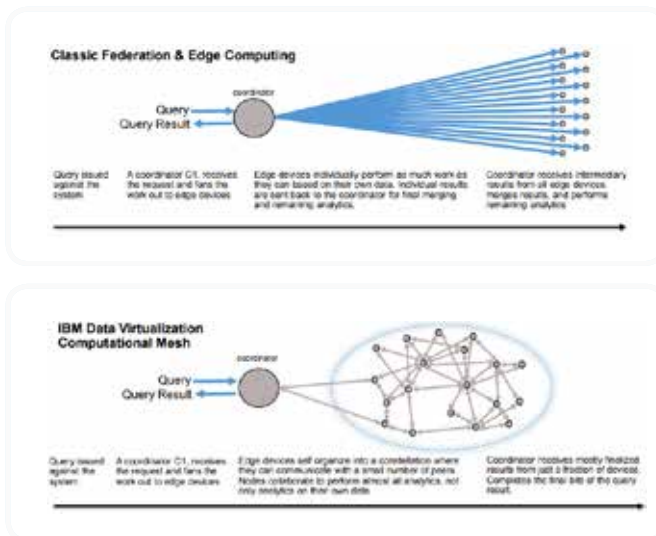 Classic Federation & Edge Computing
coordinator
Query
Query Result
Query issued
against the
system
A coordinator C1, receives
the request and fans the
work out to edge devices
Edge devices individually perform as much work as
they can based on their own data. Individual results
are sent back to the coordinator for final merging
and remaining analytics.
Coordinator receives intermediary
results from all edge devices,
merges results, and performs
remaining analytics
IBM Data Virtualization
Computational Mesh
coordinator
Query
Query Result
Query issued
against the
system
A coordinator C1, receives
the request and fans the
work out to edge devices
Edge devices self organize into a constellation where
they can communicate with a small number of peers.
Nodes collaborate to perform almost all analytics, not
only analytics on their own data.
Coordinator receives mostly finalized
results from just a fraction of devices.
Completes the final bits of the query
result.